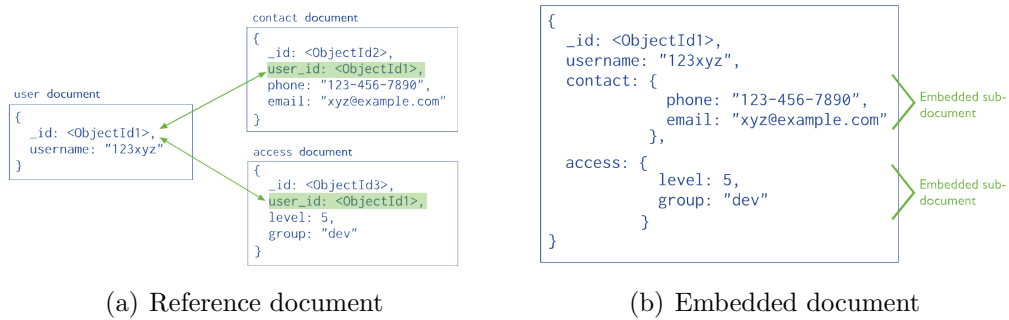 user document
{
_id: <ObjectId1>,
username: "123xyz"
}
contact document
{
_id: <ObjectId2>,
user_id: <ObjectId1>,
phone: "123-456-7890",
email: "xyz@example.com"
}
access document
{
_id: <ObjectId3>,
user_id: <ObjectId1>,
level: 5,
group: "dev"
}
(a) Reference document
{
_id: <ObjectId1>,
username: "123xyz",
contact: {
phone: "123-456-7890",
email: "xyz@example.com"
},
access: {
level: 5,
group: "dev"
}
}
Embedded sub-
document
Embedded sub-
document
(b) Embedded document